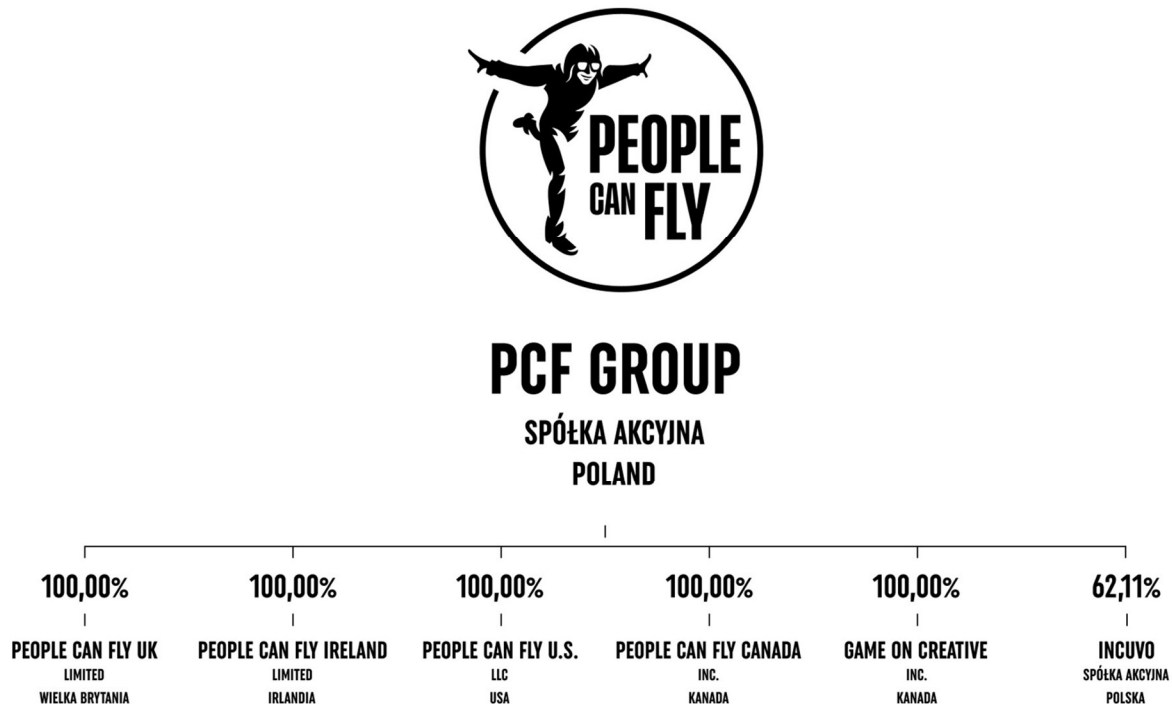 PEOPLE
CAN FLY
PCF GROUP
SPÓŁKA AKCYJNA
POLAND
100,00% 100,00% 100,00% 100,00% 100,00% 62,11%
PEOPLE CAN FLY UK PEOPLE CAN FLY IRELAND PEOPLE CAN FLY U.S. PEOPLE CAN FLY CANADA GAME ON CREATIVE INCUVO
LIMITED LIMITED LLC INC. INC. SPÓŁKA AKCYJNA
WIELKA BRYTANIA IRLANDIA USA KANADA KANADA POLSKA